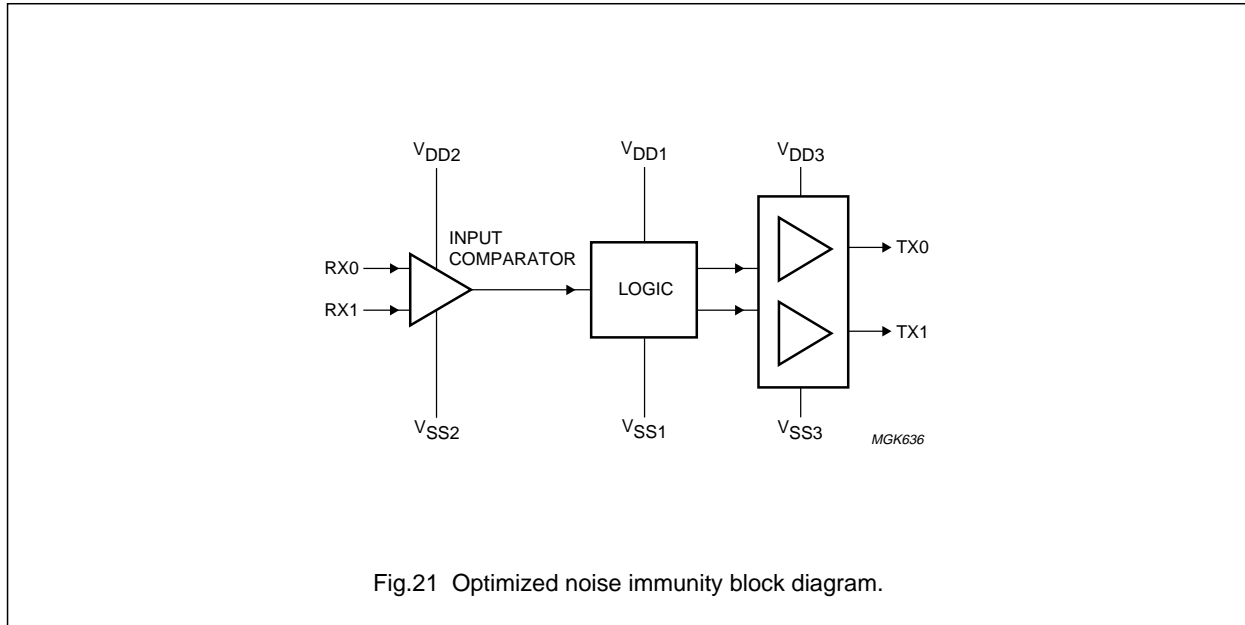 VDD2
VDD1
VDD3
INPUT
COMPARATOR
RX0
RX1
LOGIC
TX0
TX1
VSS2
VSS1
VSS3
MGK636
Fig.21 Optimized noise immunity block diagram.